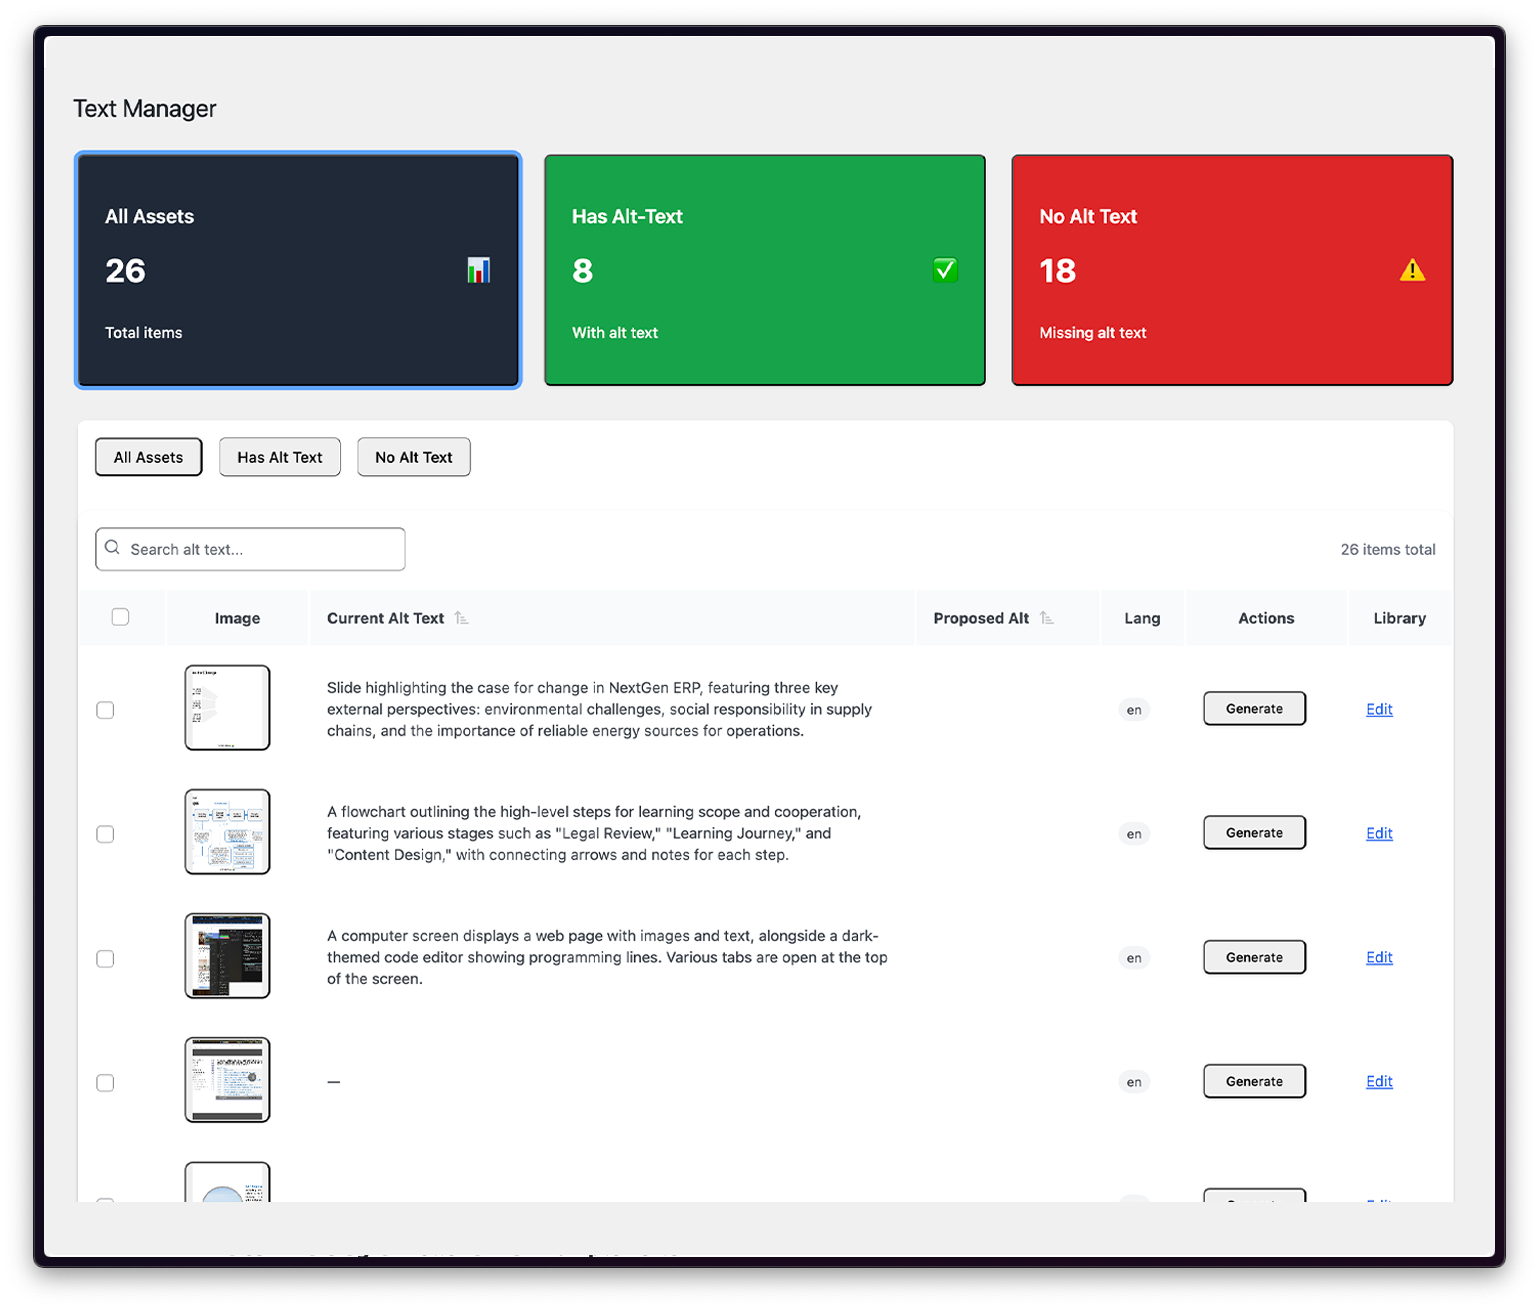 Text Manager
All Assets
26
Total items
Has Alt-Text
8
With alt text
No Alt Text
18
Missing alt text
All Assets
Has Alt Text
No Alt Text
Search alt text...
26 items total
Image
Current Alt Text
Proposed Alt
Lang
Actions
Library
Slide highlighting the case for change in NextGen ERP, featuring three key
external perspectives: environmental challenges, social responsibility in supply
chains, and the importance of reliable energy sources for operations.
en
Generate
Edit
A flowchart outlining the high-level steps for learning scope and cooperation,
featuring various stages such as "Legal Review," "Learning Journey," and
"Content Design," with connecting arrows and notes for each step.
en
Generate
Edit
A computer screen displays a web page with images and text, alongside a dark-
themed code editor showing programming lines. Various tabs are open at the top
of the screen.
en
Generate
Edit
—
en
Generate
Edit